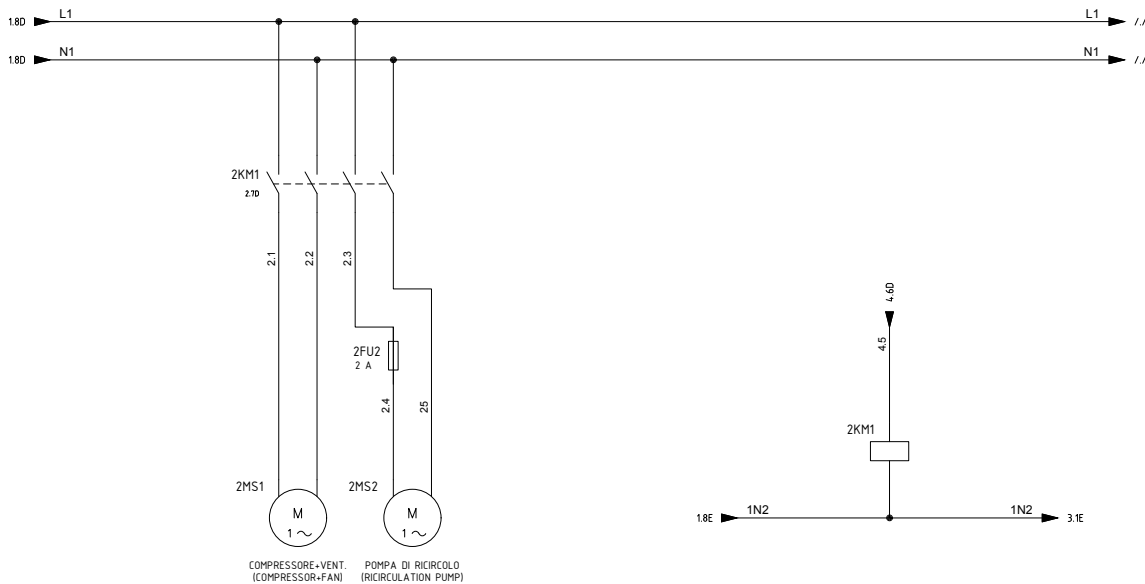 1.8D L1 L1 /./
1.8D N1 N1 /./
2KM1
2.7D
2.1
2.2
2.3
4.6D
4.5
2FU2
2 A
2.4
25
2KM1
2MS1
2MS2
M
1 ~
M
1 ~
1.8E 1N2 1N2 3.1E
COMPRESSORE+VENT.
(COMPRESSOR+FAN)
POMPA DI RICIRCOLO
(RICIRCULATION PUMP)